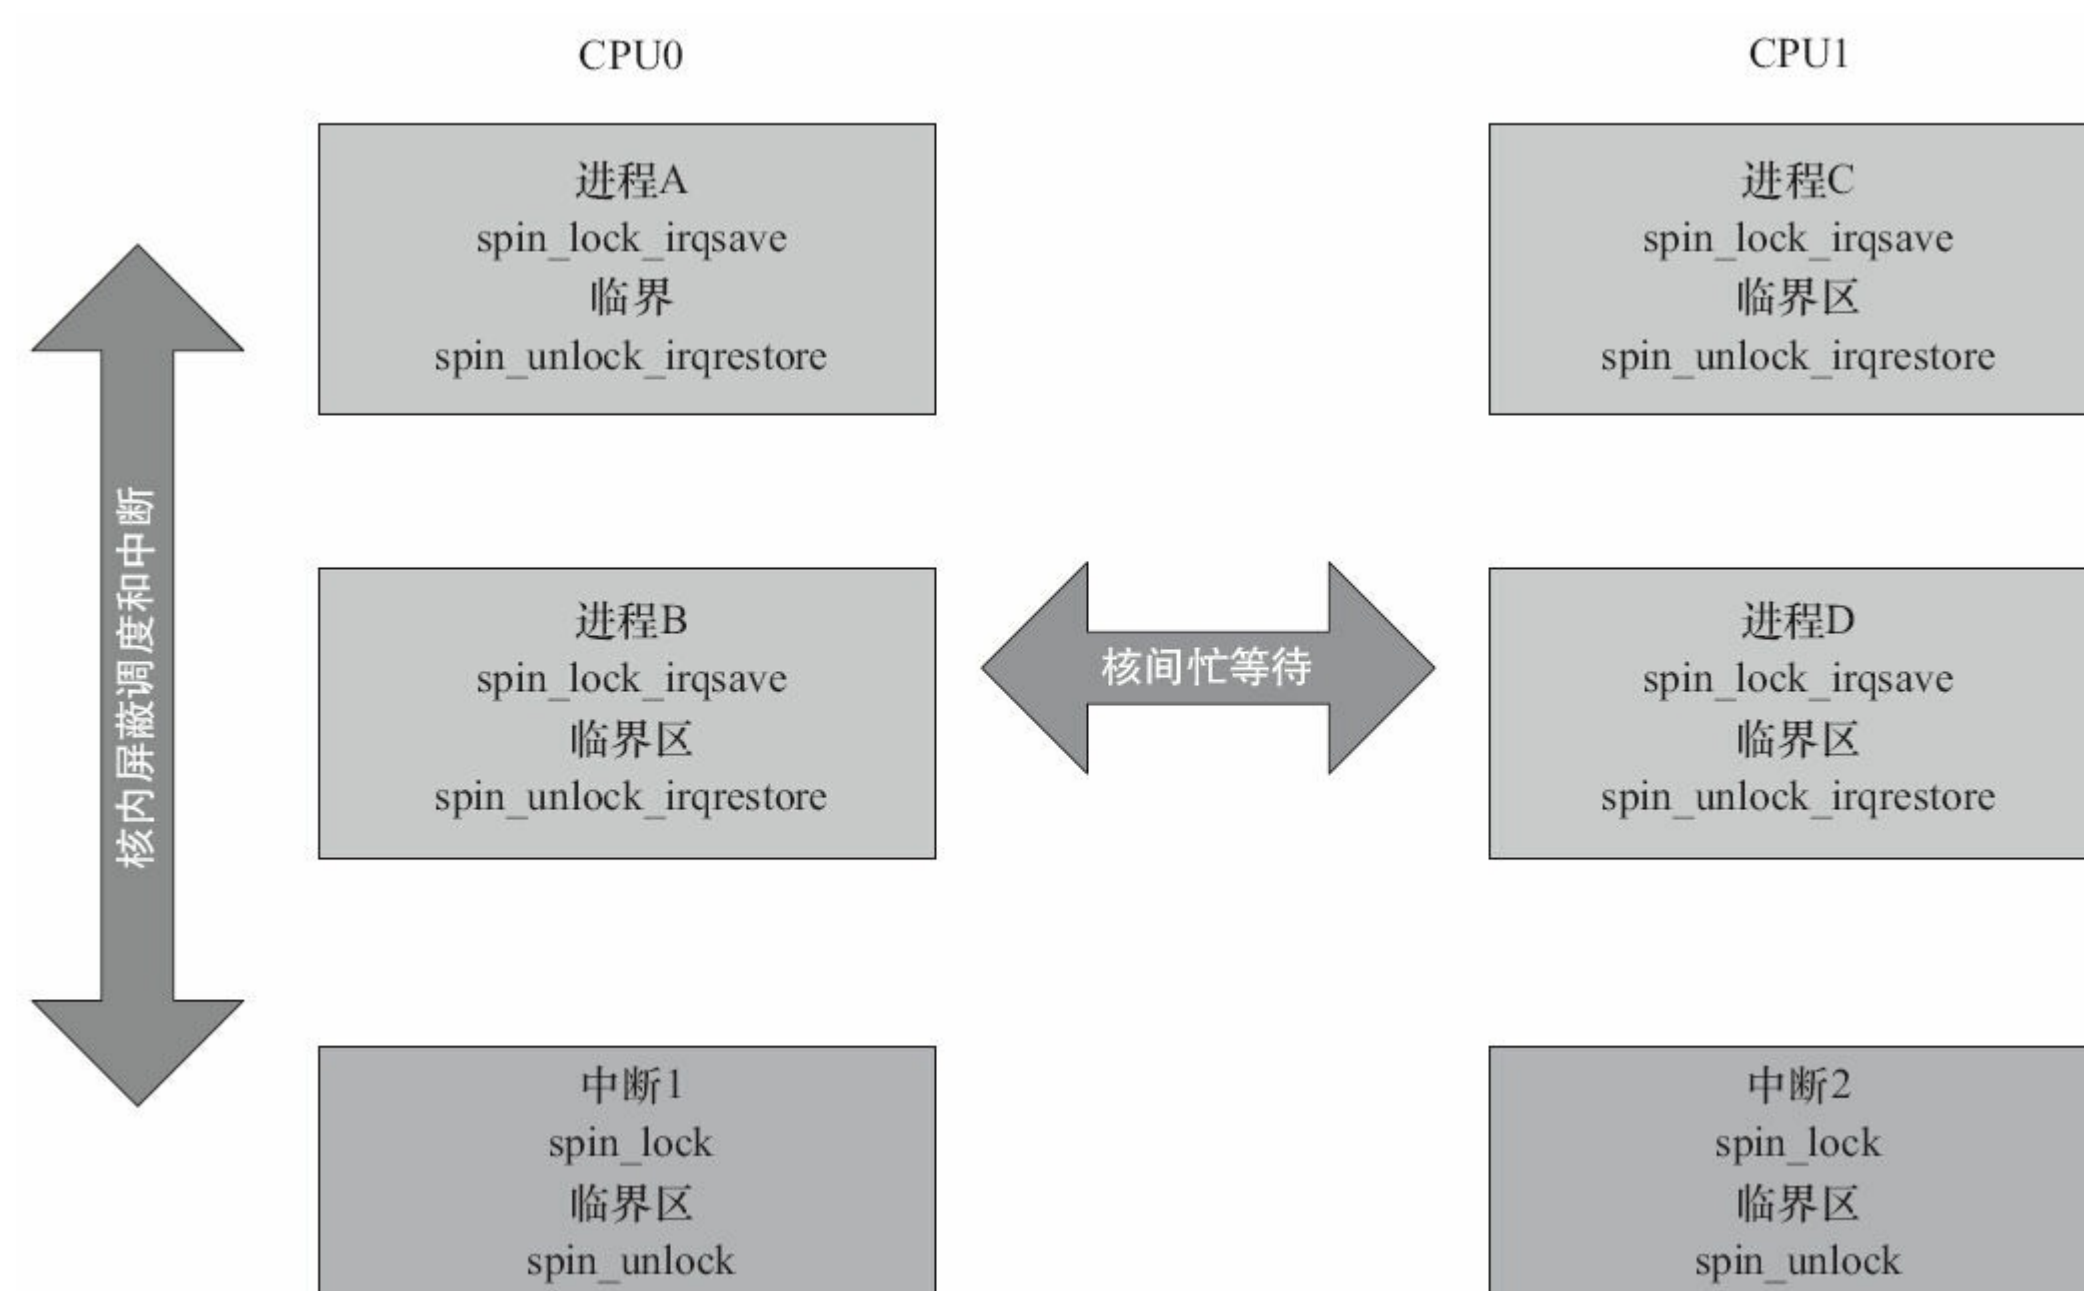 CPU0
CPU1
进程A
spin_lock_irqsave
临界
spin_unlock_irqrestore
进程C
spin_lock_irqsave
临界区
spin_unlock_irqrestore
核内屏蔽调度和中断
进程B
spin_lock_irqsave
临界区
spin_unlock_irqrestore
核间忙等待
进程D
spin_lock_irqsave
临界区
spin_unlock_irqrestore
中断1
spin_lock
临界区
spin_unlock
中断2
spin_lock
临界区
spin_unlock